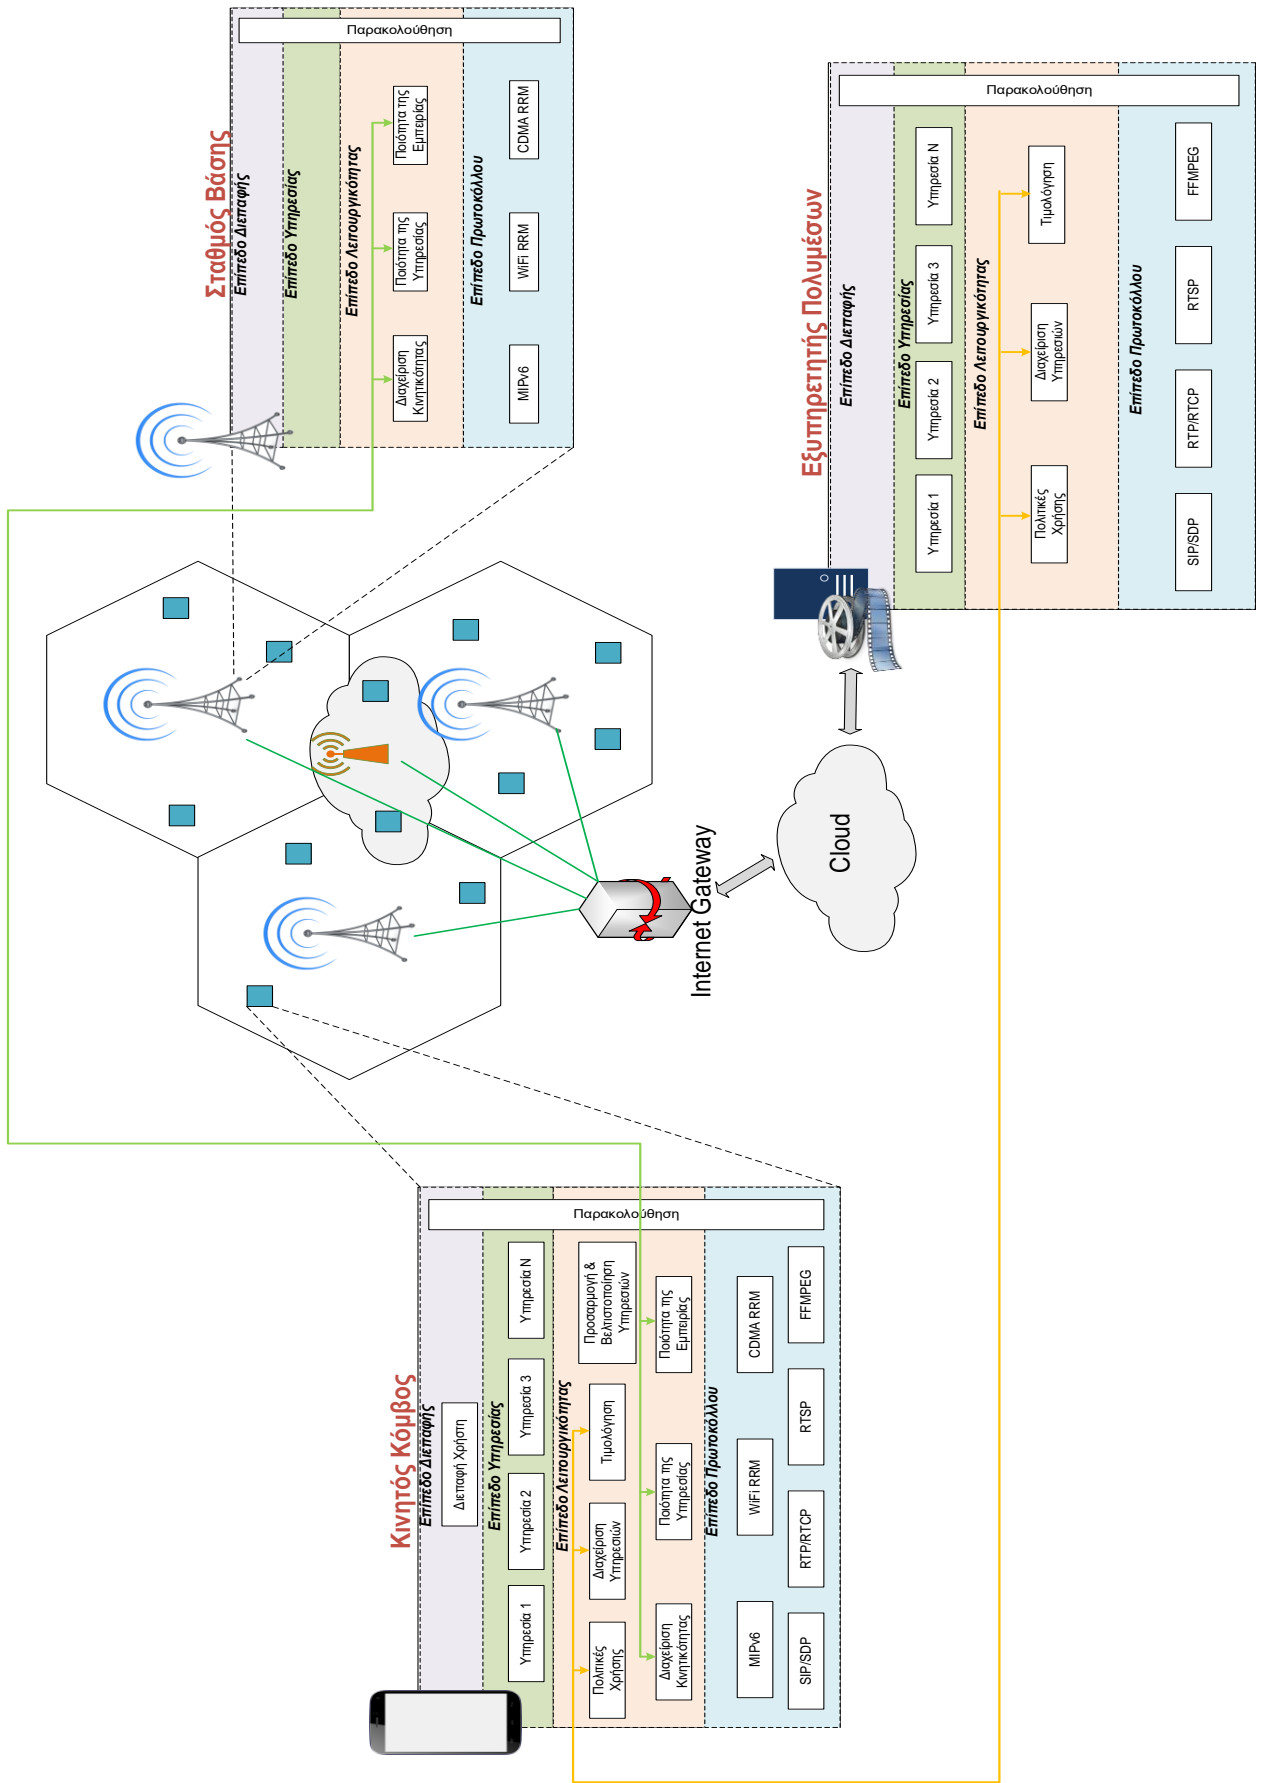 Κινητός Κόμβος
Επίπεδο Διεπαφής
Διεπαφή Χρήστη
Επίπεδο Υπηρεσίας
Υπηρεσία 1
Υπηρεσία 2
Υπηρεσία 3
Υπηρεσία Ν
Επίπεδο Λειτουργικότητας
Πολιτικές
Χρήσης
Διαχείριση
Υπηρεσιών
Τιμολόγηση
Προσαρμογή &
Βελτιστοποίηση
Υπηρεσιών
Διαχείριση
Κινητικότητας
Ποιότητα της
Υπηρεσίας
Ποιότητα της
Εμπειρίας
Επίπεδο Πρωτοκόλλου
MIPv6
WiFi RRM
CDMA RRM
SIP/SDP
RTP/RTCP
RTSP
FFMPEG
Παρακολούθηση
Internet Gateway
Cloud
Σταθμός Βάσης
Επίπεδο Διεπαφής
Επίπεδο Υπηρεσίας
Επίπεδο Λειτουργικότητας
Διαχείριση
Κινητικότητας
Ποιότητα της
Υπηρεσίας
Ποιότητα της
Εμπειρίας
Επίπεδο Πρωτοκόλλου
MIPv6
WiFi RRM
CDMA RRM
Παρακολούθηση
Εξυπηρετητής Πολυμέσων
Επίπεδο Διεπαφής
Επίπεδο Υπηρεσίας
Υπηρεσία 1
Υπηρεσία 2
Υπηρεσία 3
Υπηρεσία Ν
Επίπεδο Λειτουργικότητας
Πολιτικές
Χρήσης
Διαχείριση
Υπηρεσιών
Τιμολόγηση
Επίπεδο Πρωτοκόλλου
SIP/SDP
RTP/RTCP
RTSP
FFMPEG
Παρακολούθηση